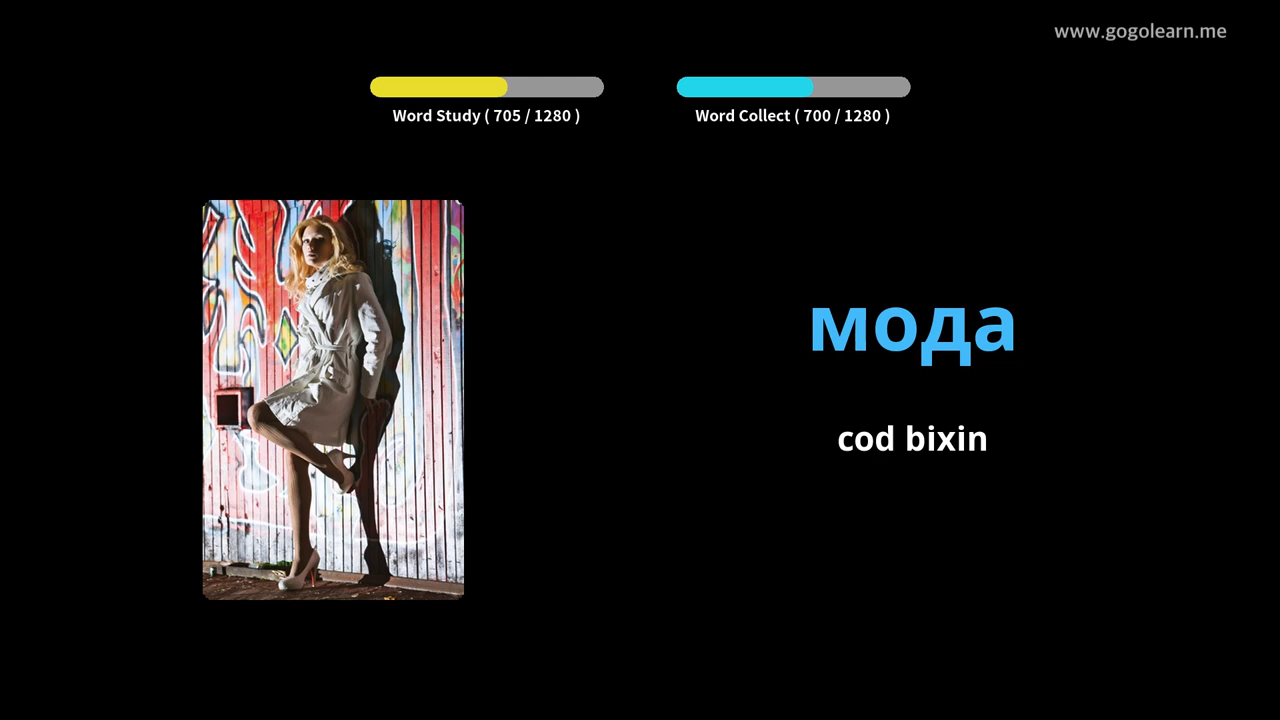 www.gogolearn.me
Word Study ( 705 / 1280 )
Word Collect ( 700 / 1280 )
мода
cod bixin